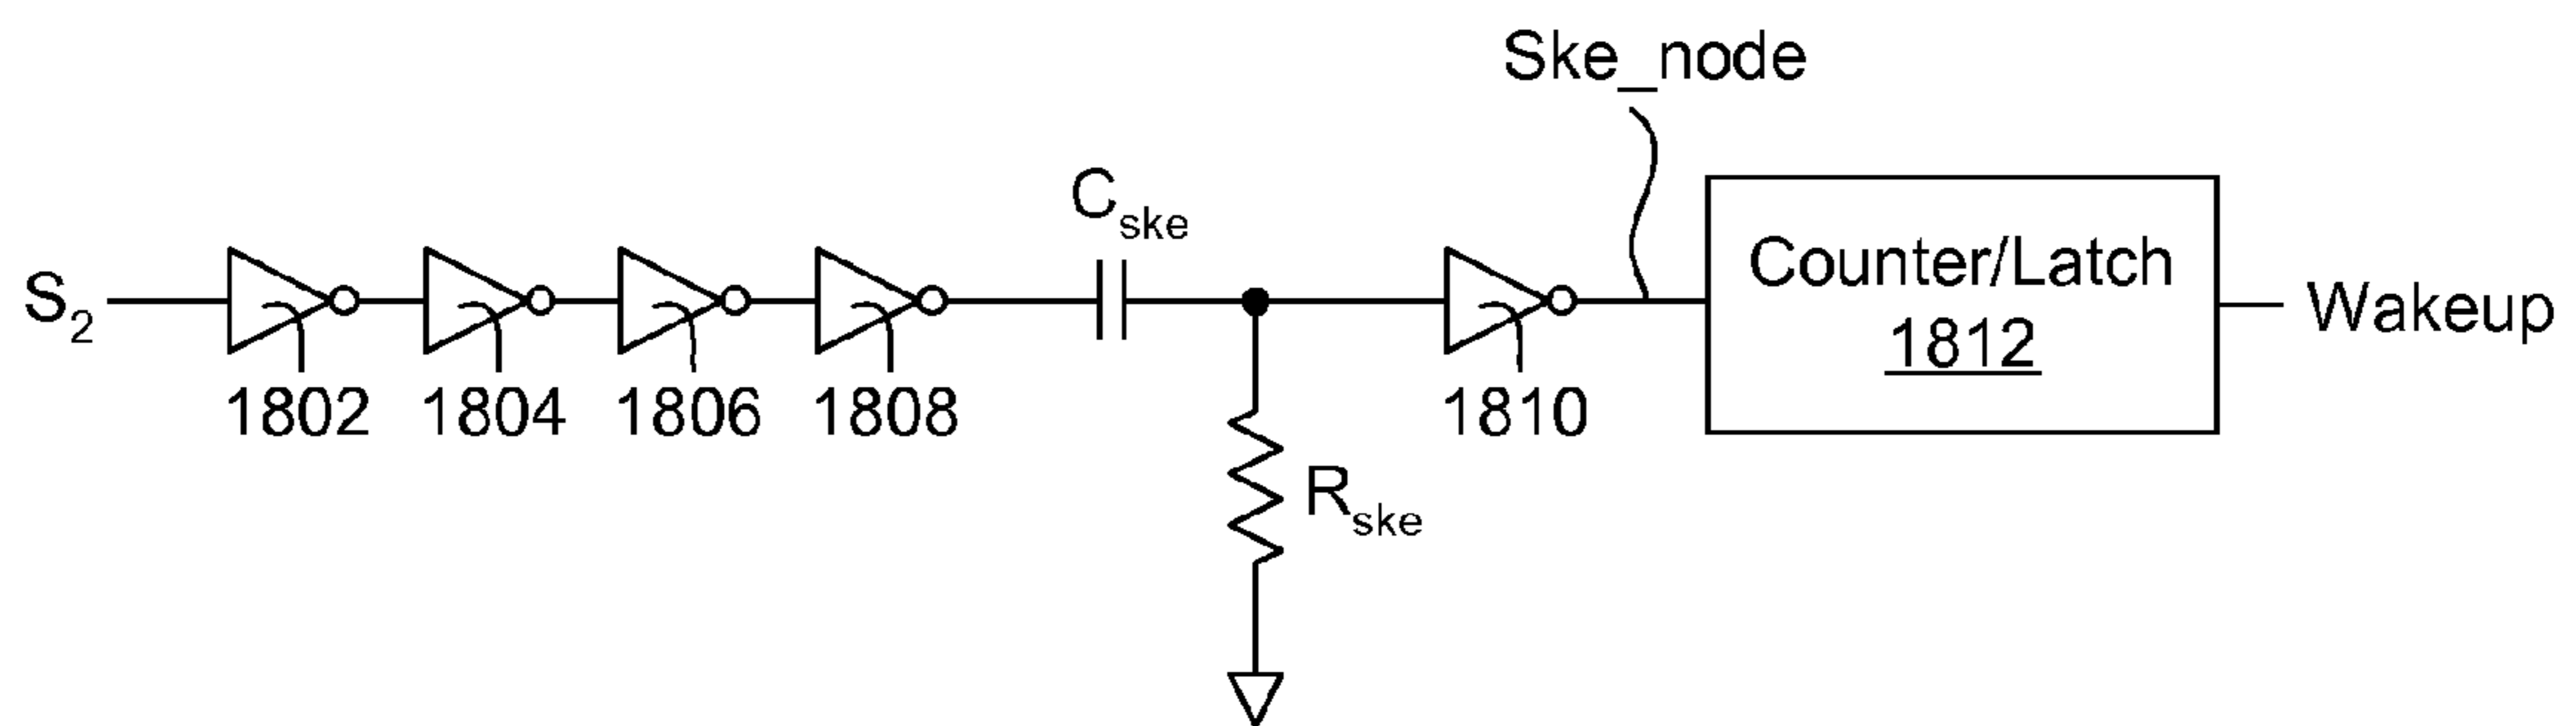 Ske_node
C_ske
S_2
Counter/Latch
1812
Wakeup
1802 1804 1806 1808 1810
R_ske